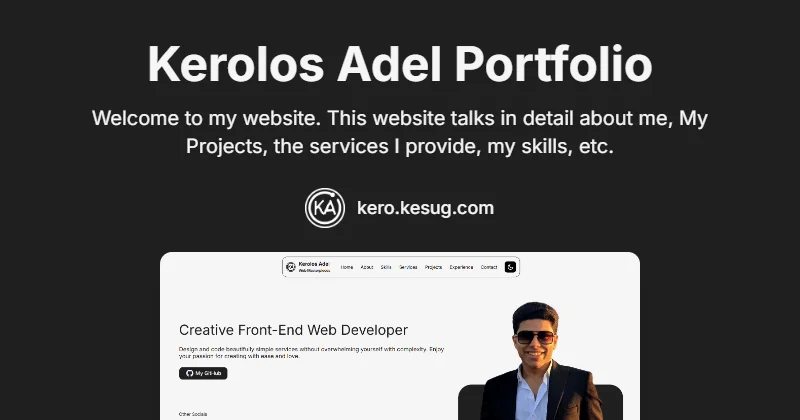 Kerolos Adel Portfolio
Welcome to my website. This website talks in detail about me, My
Projects, the services I provide, my skills, etc.
KA kero.kesug.com
KA Kerolos Adel
Web Masterpieces
Home About Skills Services Projects Experience Contact
Creative Front-End Web Developer
Design and code beautifully simple services without overwhelming yourself with complexity. Enjoy
your passion for creating with ease and love.
My GitHub
Other Socials